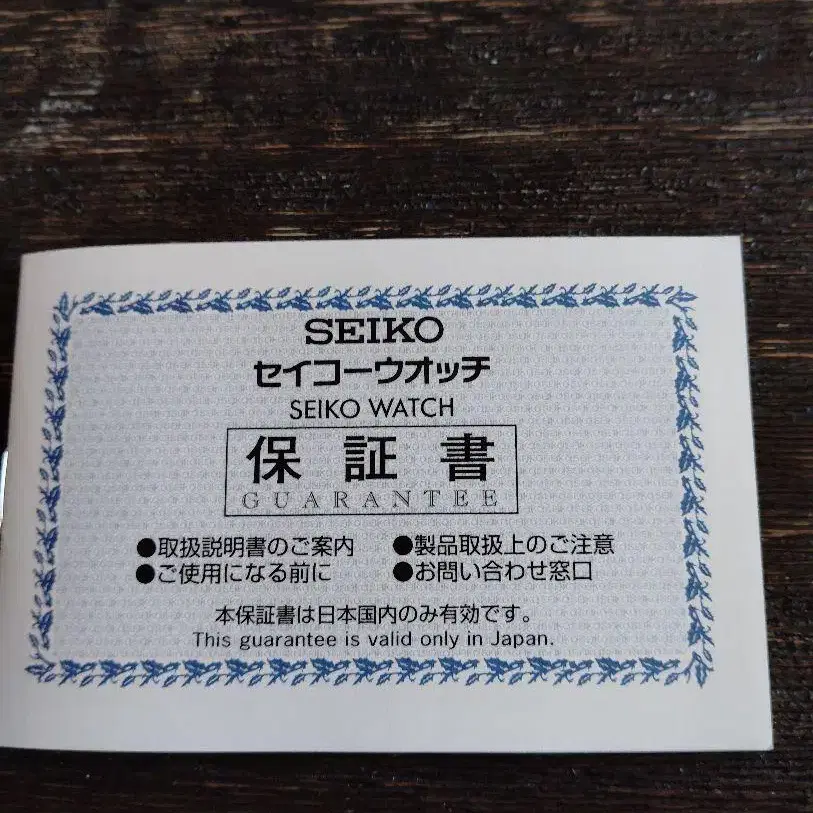 SEIKO
セイコーウオッチ
SEIKO WATCH
保証書
GUARANTEE
●取扱説明書のご案内 ●製品取扱上のご注意
●ご使用になる前に ●お問い合わせ窓口
本保証書は日本国内のみ有効です。
This guarantee is valid only in Japan.